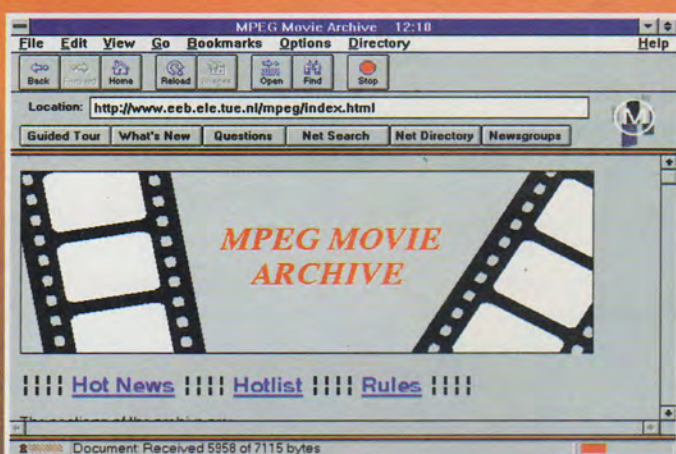 MPEG Movie Archive 12:18
File Edit View Go Bookmarks Options Directory Help
Back Forward Home Reload Images Open Find Stop
Location: http://www.eeb.ele.tue.nl/mpeg/index.html
M
Guided Tour What's New Questions Net Search Net Directory Newsgroups
MPEG MOVIE
ARCHIVE
Hot News Hotlist Rules
Document: Received 5958 of 7115 bytes